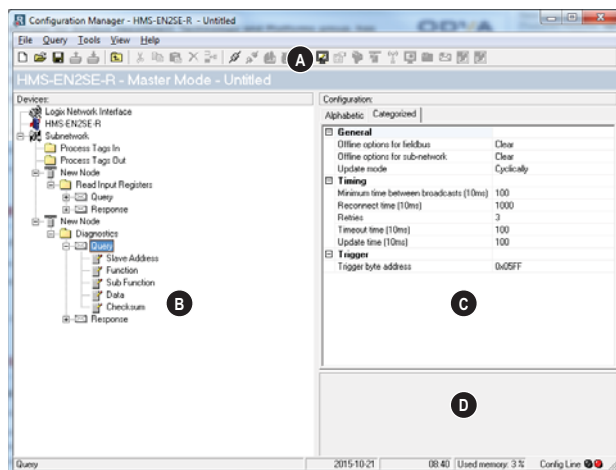 Configuration Manager - HMS-EN2SE-R - Untitled
File Query Tools View Help
A
HMS-EN2SE-R - Master Mode - Untitled
Devices:
Logix Network Interface
HMS-EN2SE-R
Subnetwork
Process Tags In
Process Tags Out
New Node
Read Input Registers
Query
Response
New Node
Diagnostics
Query
Slave Address
Function
Sub Function
Data
Checksum
Response
B
Configuration:
Alphabetic Categorized
General
Offline options for fieldbus Clear
Offline options for sub-network Clear
Update mode Cyclically
Timing
Minimum time between broadcasts (10ms) 100
Reconnect time (10ms) 1000
Retries 3
Timeout time (10ms) 100
Update time (10ms) 100
Trigger
Trigger byte address 0x05FF
C
D
Query 2015-10-21 08:40 Used memory: 3 % Config Line